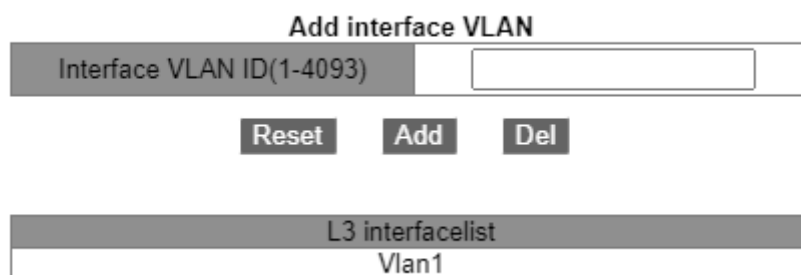 Add interface VLAN
Interface VLAN ID(1-4093)
Reset Add Del
L3 interfacelist
Vlan1